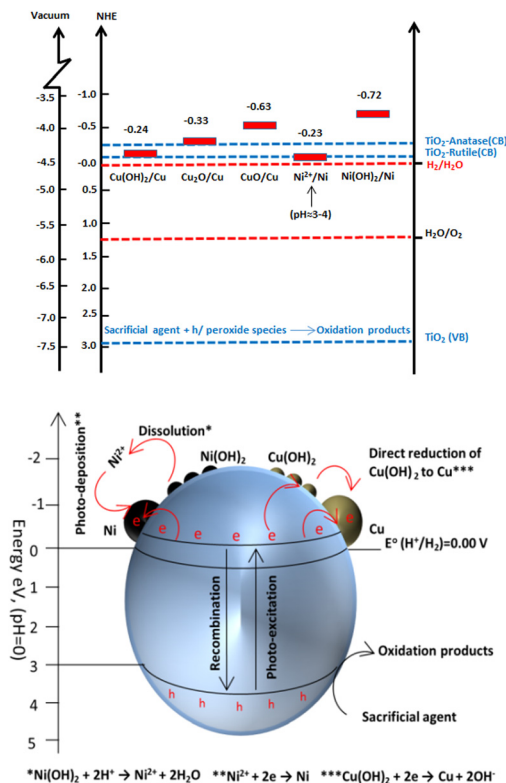 Vacuum
NHE
-3.5
-4.0
-4.5
-5.0
-5.5
-6.0
-6.5
-7.0
-7.5
-1.0
-0.5
-0.0
0.5
1.0
1.5
2.0
2.5
3.0
-0.24
-0.33
-0.63
-0.23
-0.72
Cu(OH)₂/Cu
Cu₂O/Cu
CuO/Cu
Ni²⁺/Ni
Ni(OH)₂/Ni
(pH≈3-4)
TiO₂-Anatase(CB)
TiO₂-Rutile(CB)
H₂/H₂O
H₂O/O₂
Sacrificial agent + h/ peroxide species → Oxidation products
TiO₂ (VB)
Energy eV, (pH=0)
-2
-1
0
1
2
3
4
5
Photo-deposition**
Ni²⁺
Dissolution*
Ni(OH)₂
Cu(OH)₂
Direct reduction of
Cu(OH)₂ to Cu***
Ni
e
e
e
e
e
e
e
e
e
Cu
E° (H⁺/H₂)=0.00 V
Recombination
Photo-excitation
h
h
h
h
h
Oxidation products
Sacrificial agent
*Ni(OH)₂ + 2H⁺ → Ni²⁺ + 2H₂O **Ni²⁺ + 2e → Ni ***Cu(OH)₂ + 2e → Cu + 2OH⁻